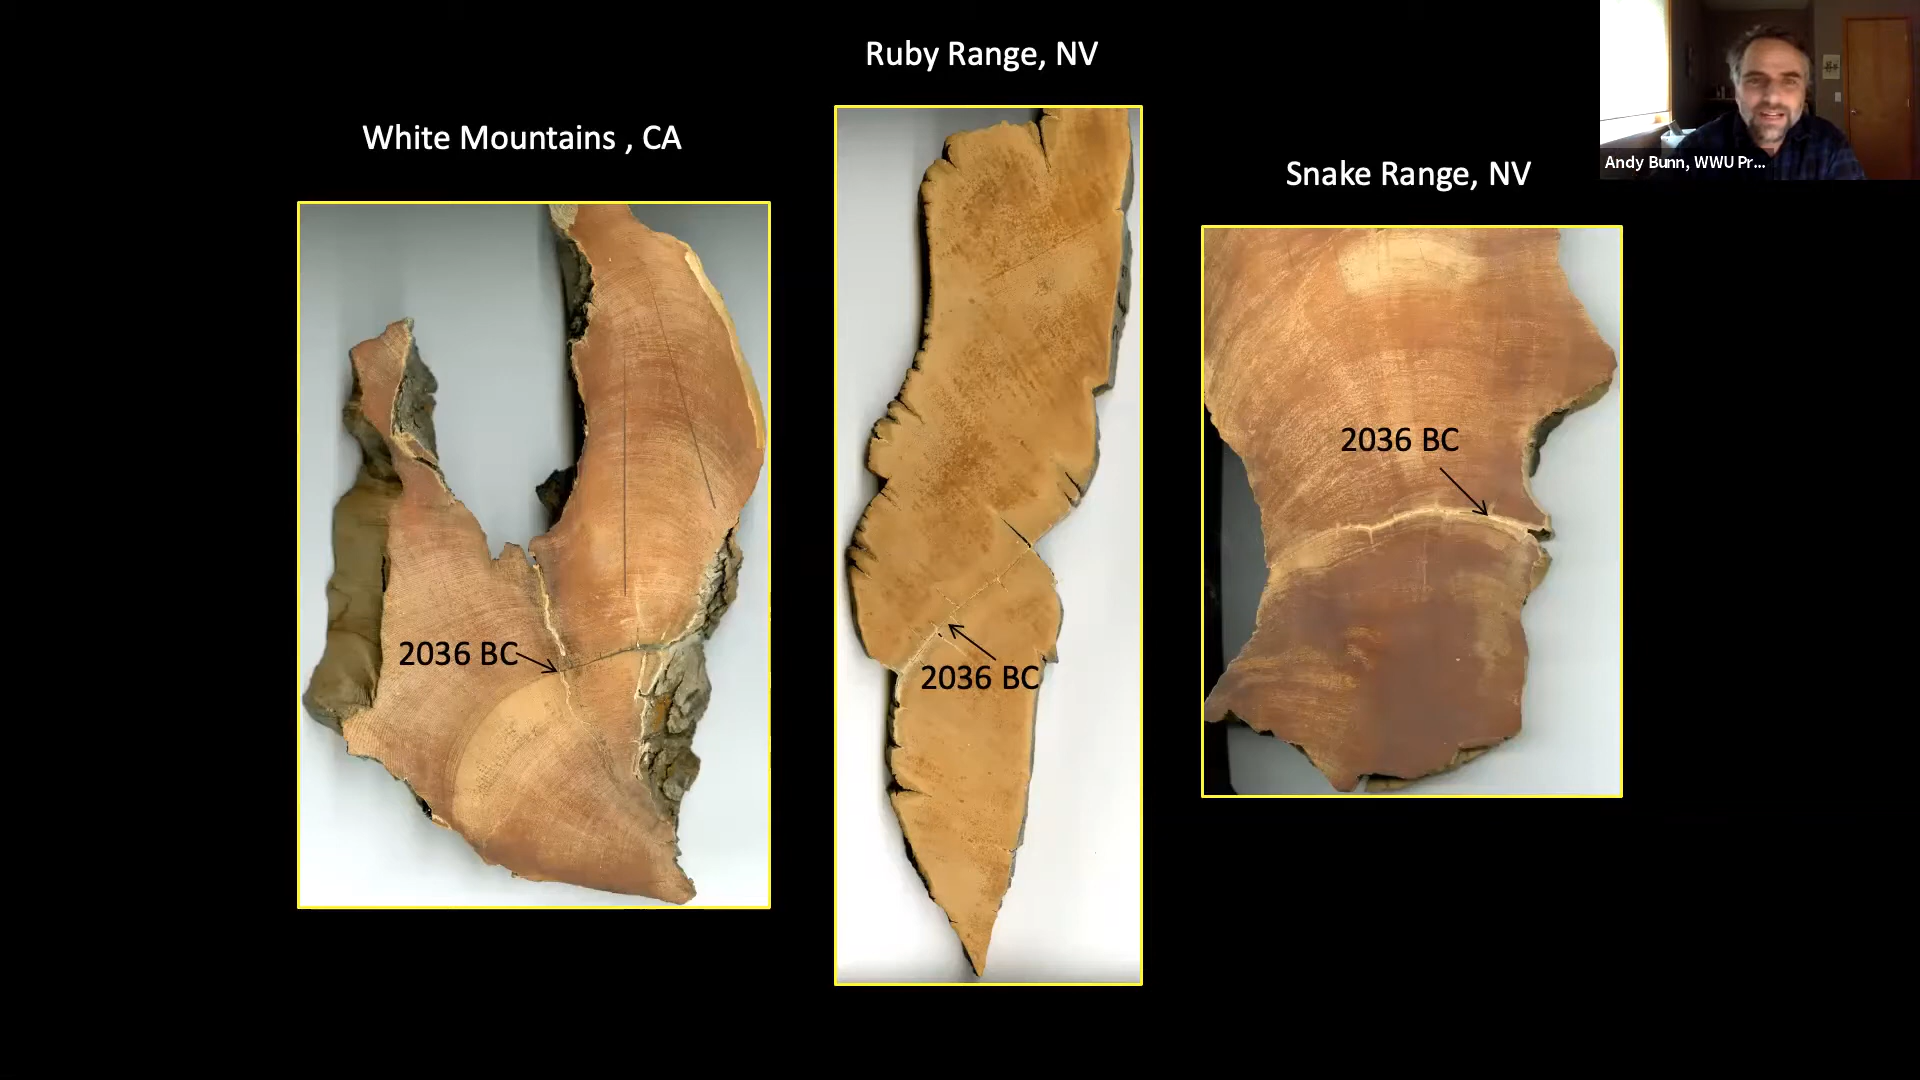 Ruby Range, NV
White Mountains , CA
Snake Range, NV
Andy Bunn, WWU Pr...
2036 BC
2036 BC
2036 BC